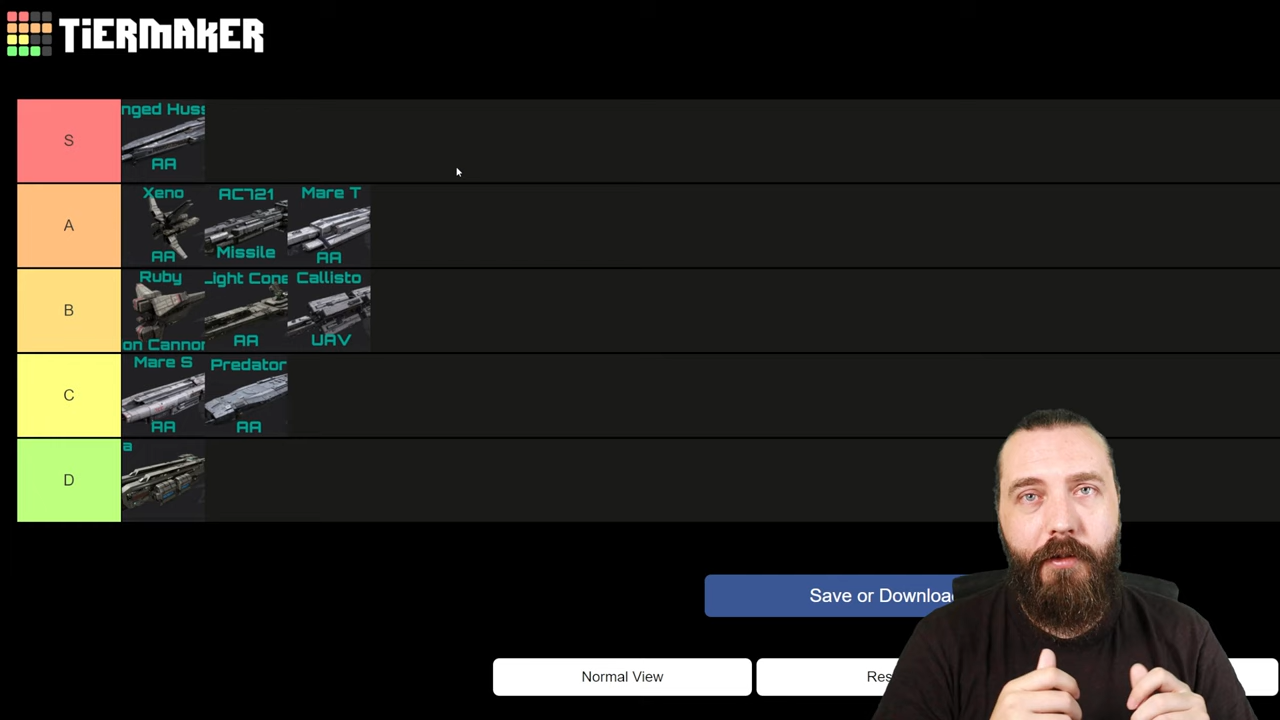 TIERMAKER
S
nged Huss
AA
A
Xeno
AA
AC721
Missile
Mare T
AA
B
Ruby
on Cannon
Light Cone
AA
Callisto
UAV
C
Mare S
AA
Predator
AA
D
a
Save or Downloa
Normal View
Res